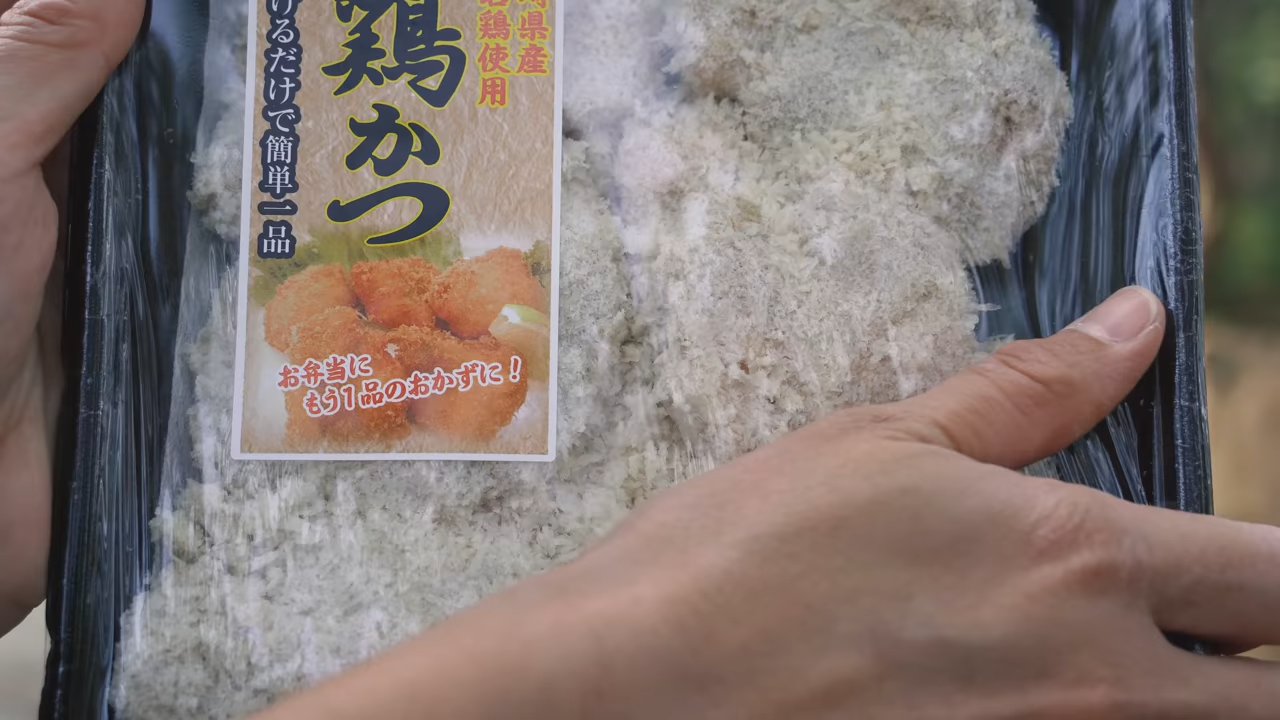 県産
鶏使用
鶏かつ
るだけで簡単一品
お弁当に
もう1品のおかずに!